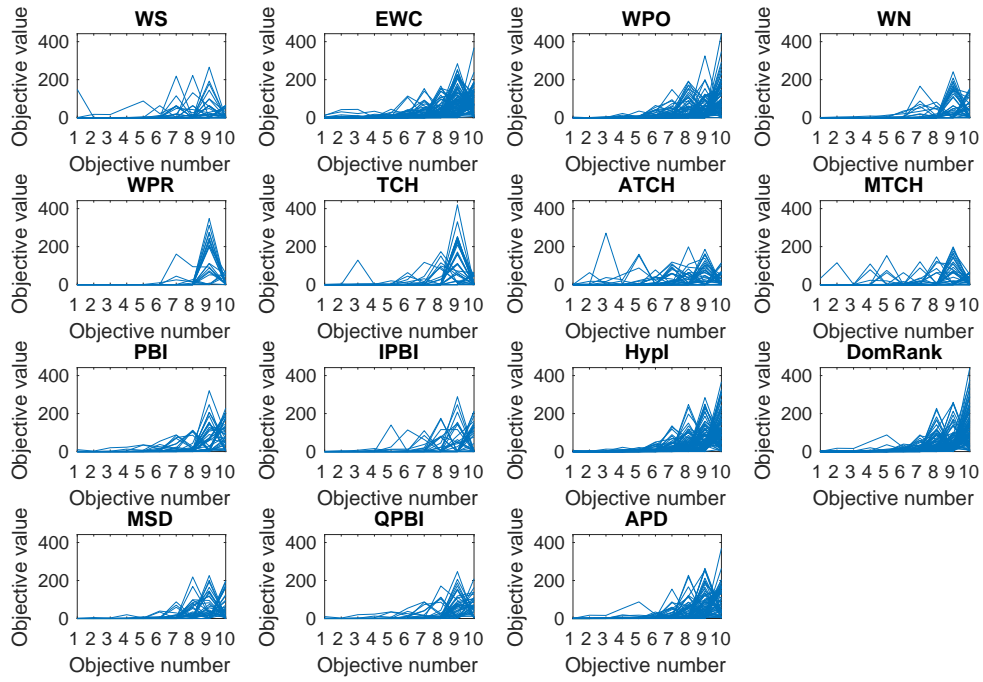 WS EWC WPO WN
Objective value Objective value Objective value Objective value
400 400 400 400
200 200 200 200
0 0 0 0
1 2 3 4 5 6 7 8 9 10 1 2 3 4 5 6 7 8 9 10 1 2 3 4 5 6 7 8 9 10 1 2 3 4 5 6 7 8 9 10
Objective number Objective number Objective number Objective number
WPR TCH ATCH MTCH
Objective value Objective value Objective value Objective value
400 400 400 400
200 200 200 200
0 0 0 0
1 2 3 4 5 6 7 8 9 10 1 2 3 4 5 6 7 8 9 10 1 2 3 4 5 6 7 8 9 10 1 2 3 4 5 6 7 8 9 10
Objective number Objective number Objective number Objective number
PBI IPBI HypI DomRank
Objective value Objective value Objective value Objective value
400 400 400 400
200 200 200 200
0 0 0 0
1 2 3 4 5 6 7 8 9 10 1 2 3 4 5 6 7 8 9 10 1 2 3 4 5 6 7 8 9 10 1 2 3 4 5 6 7 8 9 10
Objective number Objective number Objective number Objective number
MSD QPBI APD
Objective value Objective value Objective value
400 400 400
200 200 200
0 0 0
1 2 3 4 5 6 7 8 9 10 1 2 3 4 5 6 7 8 9 10 1 2 3 4 5 6 7 8 9 10
Objective number Objective number Objective number